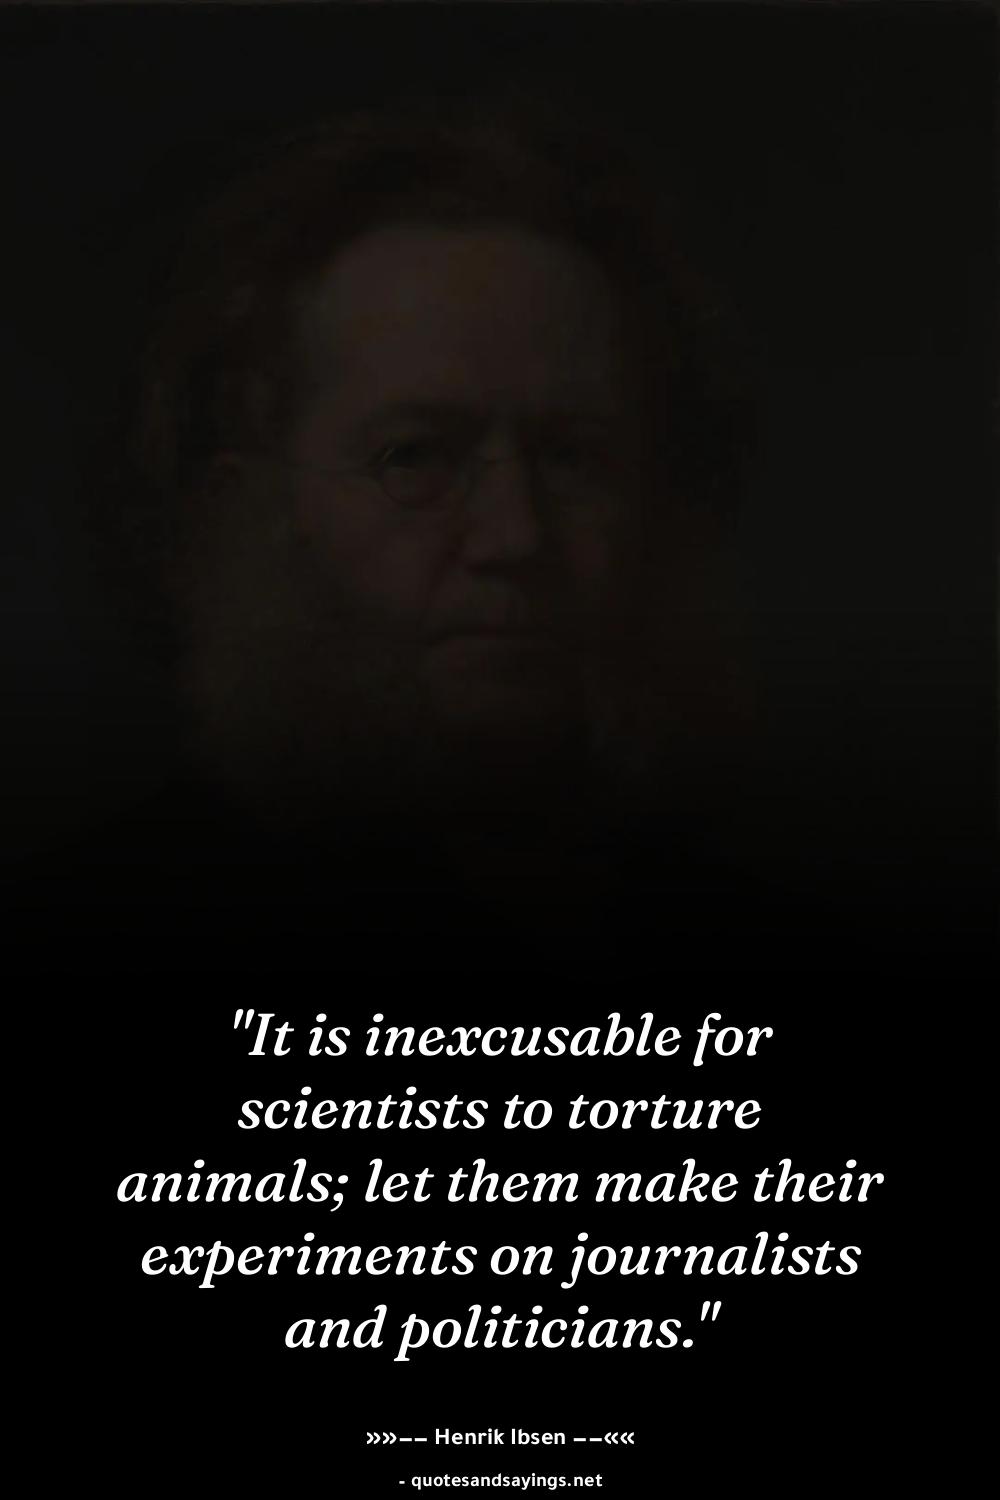 "It is inexcusable for
scientists to torture
animals; let them make their
experiments on journalists
and politicians."
»»−− Henrik Ibsen −−««
- quotesandsayings.net